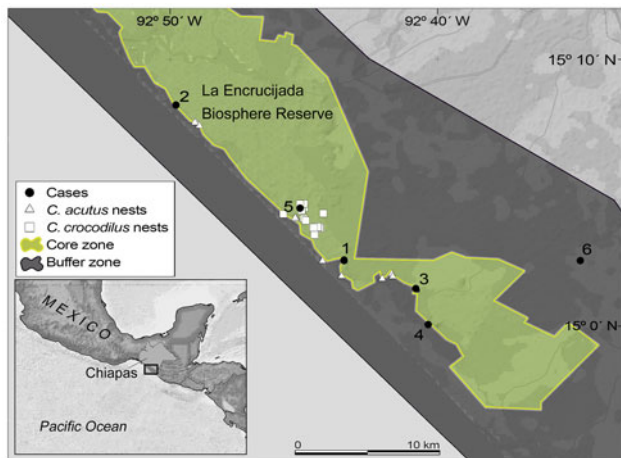 92º 50´ W
92º 40´ W
15º 10´ N
2
La Encrucijada
Biosphere Reserve
5
1
6
3
4
15º 0´ N
Cases
C. acutus nests
C. crocodilus nests
Core zone
Buffer zone
MEXICO
Chiapas
Pacific Ocean
0
10 km